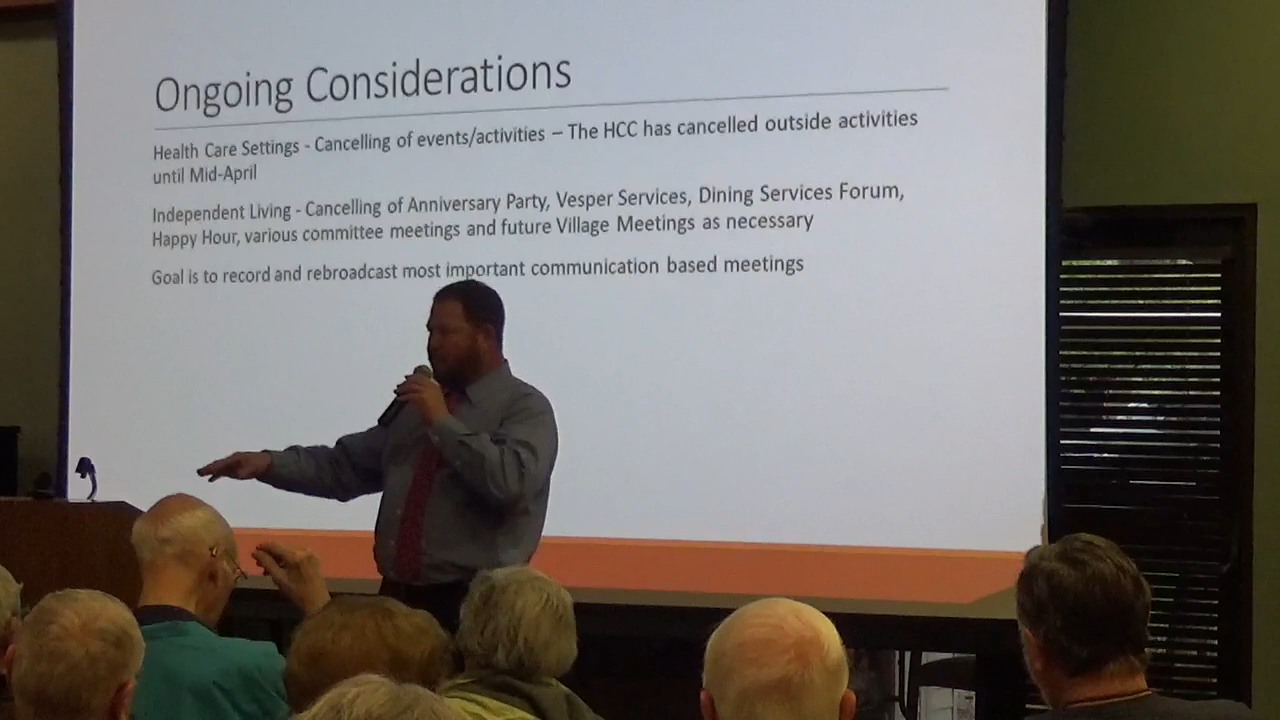 Ongoing Considerations
Health Care Settings - Cancelling of events/activities – The HCC has cancelled outside activities
until Mid-April
Independent Living - Cancelling of Anniversary Party, Vesper Services, Dining Services Forum,
Happy Hour, various committee meetings and future Village Meetings as necessary
Goal is to record and rebroadcast most important communication based meetings